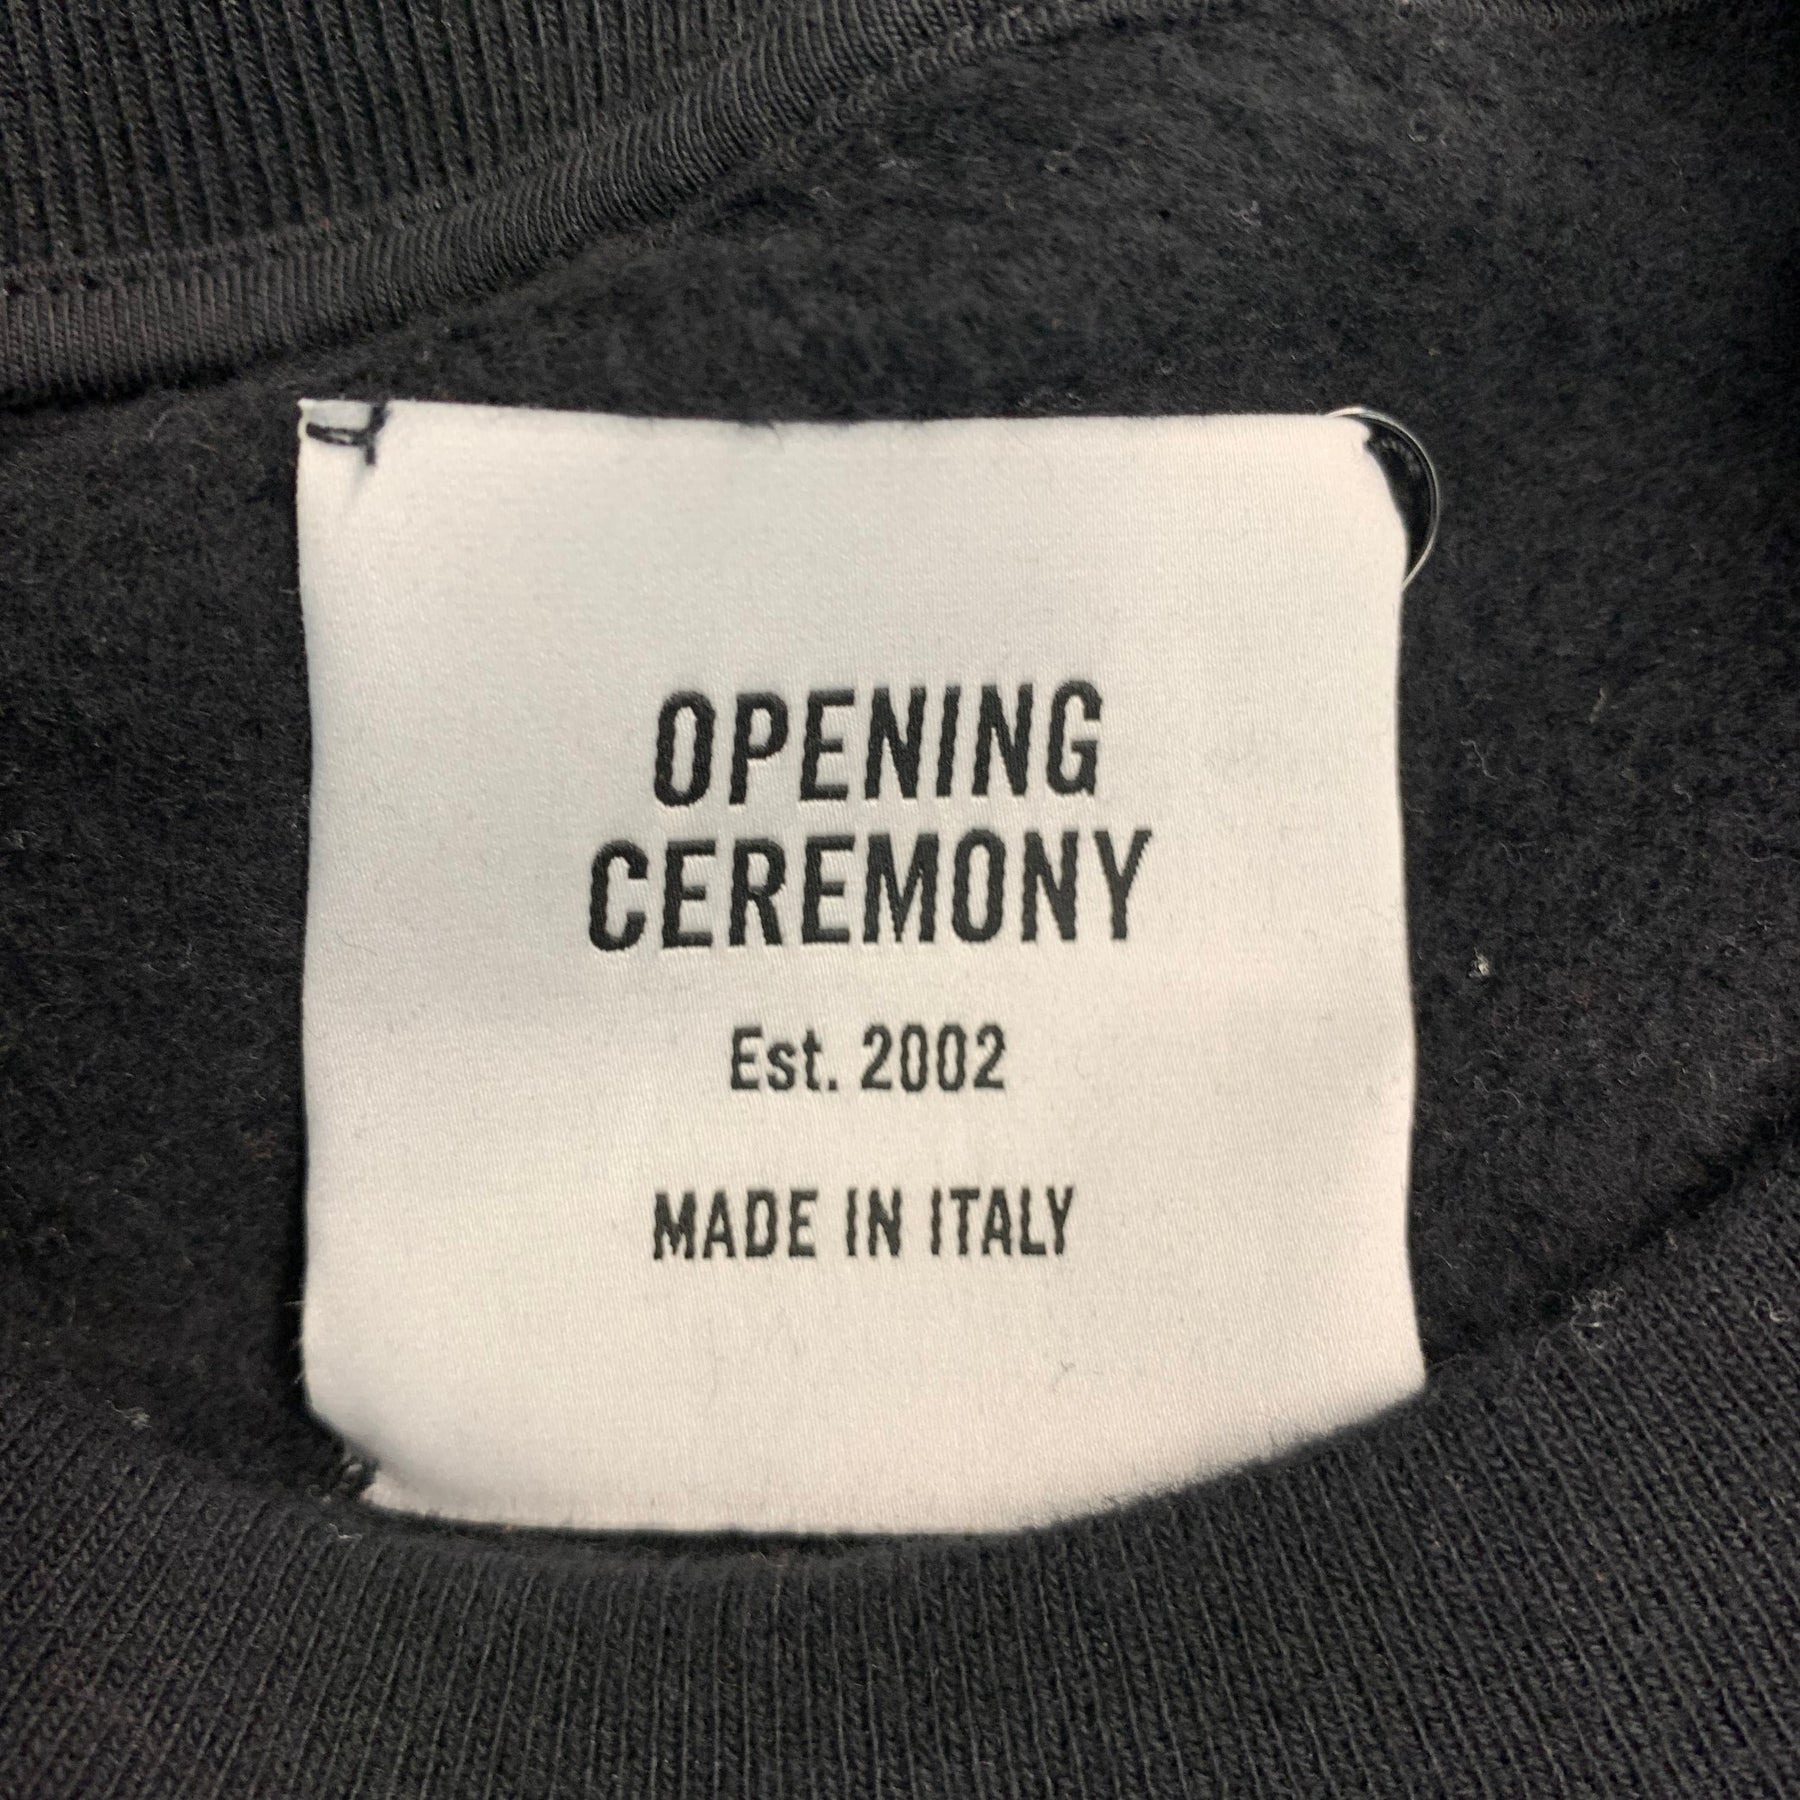 OPENING
CEREMONY
Est. 2002
MADE IN ITALY